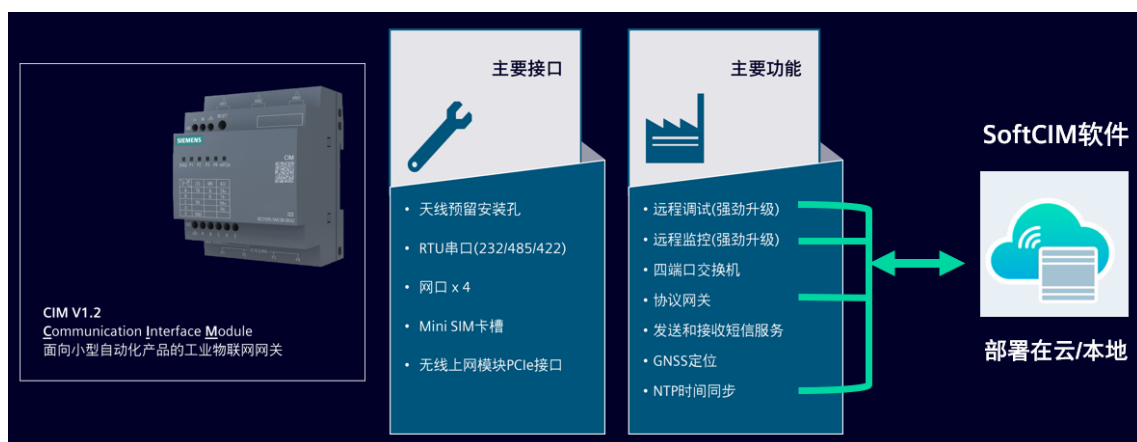 SIEMENS
CIM
CIM V1.2
Communication Interface Module
面向小型自动化产品的工业物联网网关
主要接口
• 天线预留安装孔
• RTU串口(232/485/422)
• 网口 x 4
• Mini SIM卡槽
• 无线上网模块PCIe接口
主要功能
• 远程调试(强劲升级)
• 远程监控(强劲升级)
• 四端口交换机
• 协议网关
• 发送和接收短信服务
• GNSS定位
• NTP时间同步
SoftCIM软件
部署在云/本地